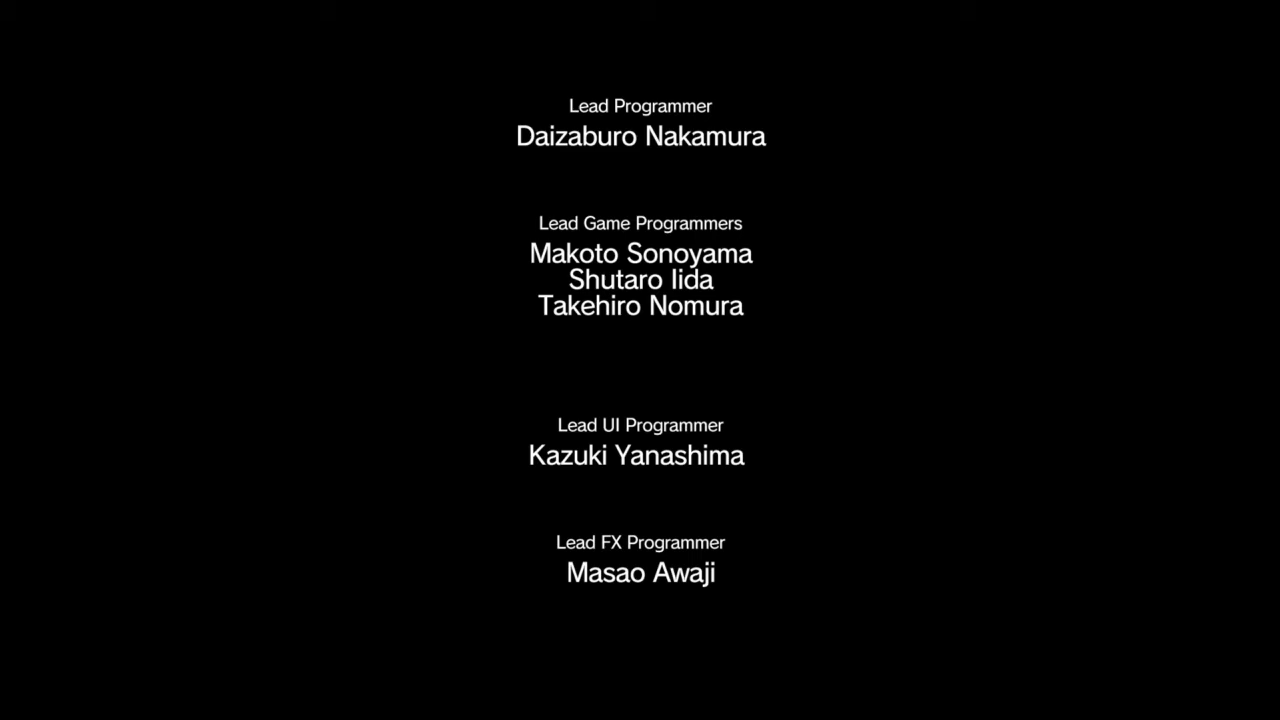 Lead Programmer
Daizaburo Nakamura
Lead Game Programmers
Makoto Sonoyama
Shutaro Iida
Takehiro Nomura
Lead UI Programmer
Kazuki Yanashima
Lead FX Programmer
Masao Awaji